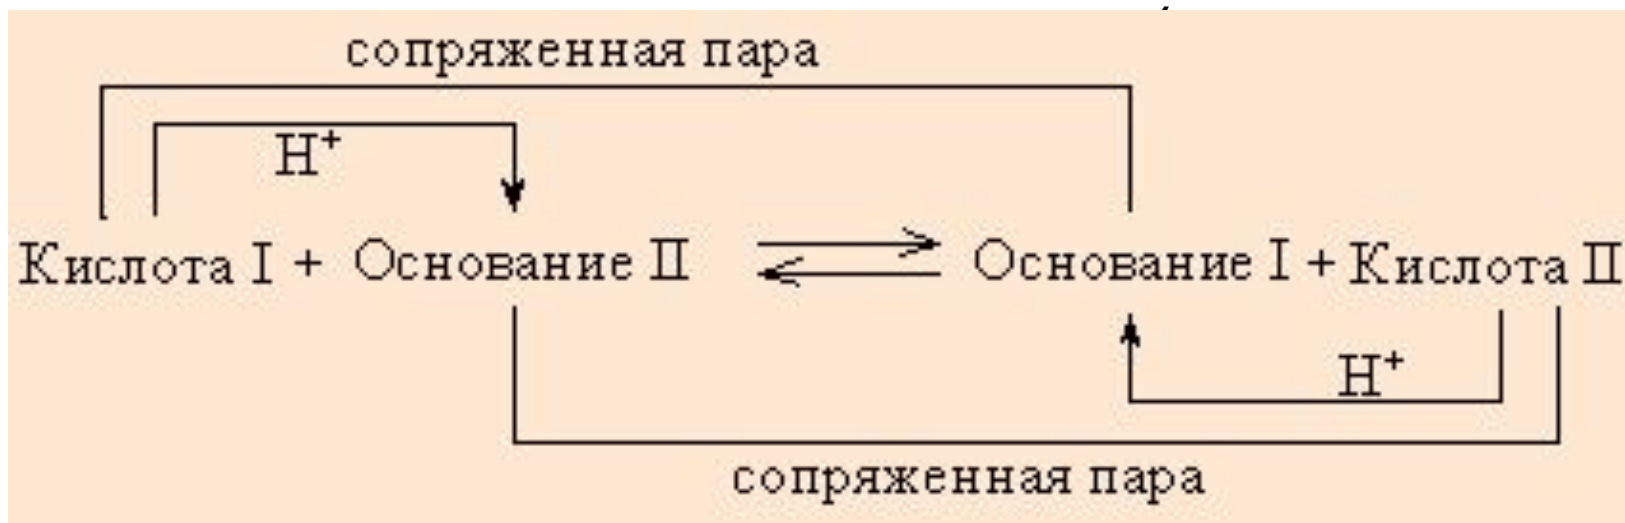 сопряженная пара
H⁺
Кислота I + Основание II ⇌ Основание I + Кислота II
H⁺
сопряженная пара